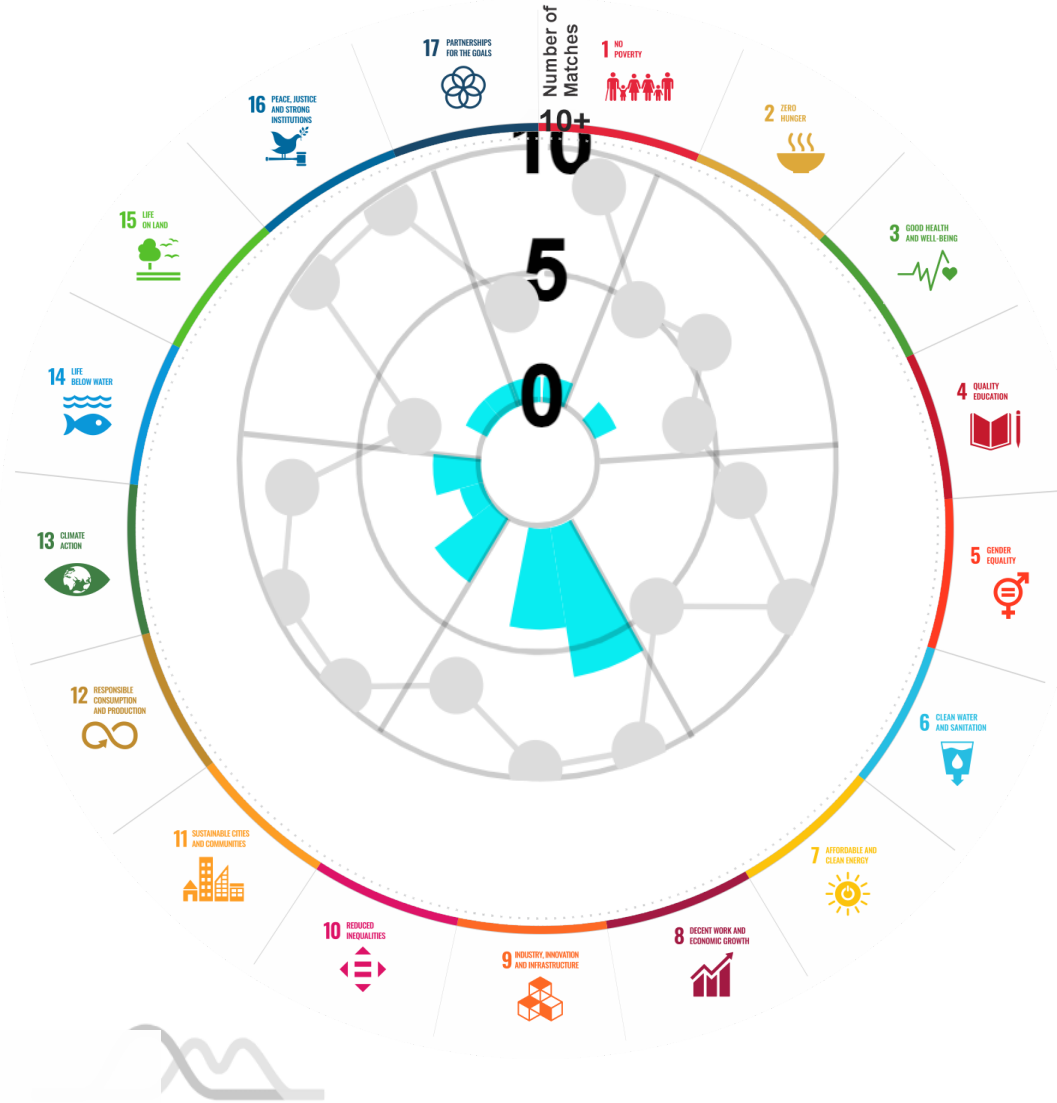 Number of
Matches
10+
10
5
0
1 NO
POVERTY
2 ZERO
HUNGER
3 GOOD HEALTH
AND WELL-BEING
4 QUALITY
EDUCATION
5 GENDER
EQUALITY
6 CLEAN WATER
AND SANITATION
7 AFFORDABLE AND
CLEAN ENERGY
8 DECENT WORK AND
ECONOMIC GROWTH
9 INDUSTRY, INNOVATION
AND INFRASTRUCTURE
10 REDUCED
INEQUALITIES
11 SUSTAINABLE CITIES
AND COMMUNITIES
12 RESPONSIBLE
CONSUMPTION
AND PRODUCTION
13 CLIMATE
ACTION
14 LIFE
BELOW WATER
15 LIFE
ON LAND
16 PEACE, JUSTICE
AND STRONG
INSTITUTIONS
17 PARTNERSHIPS
FOR THE GOALS